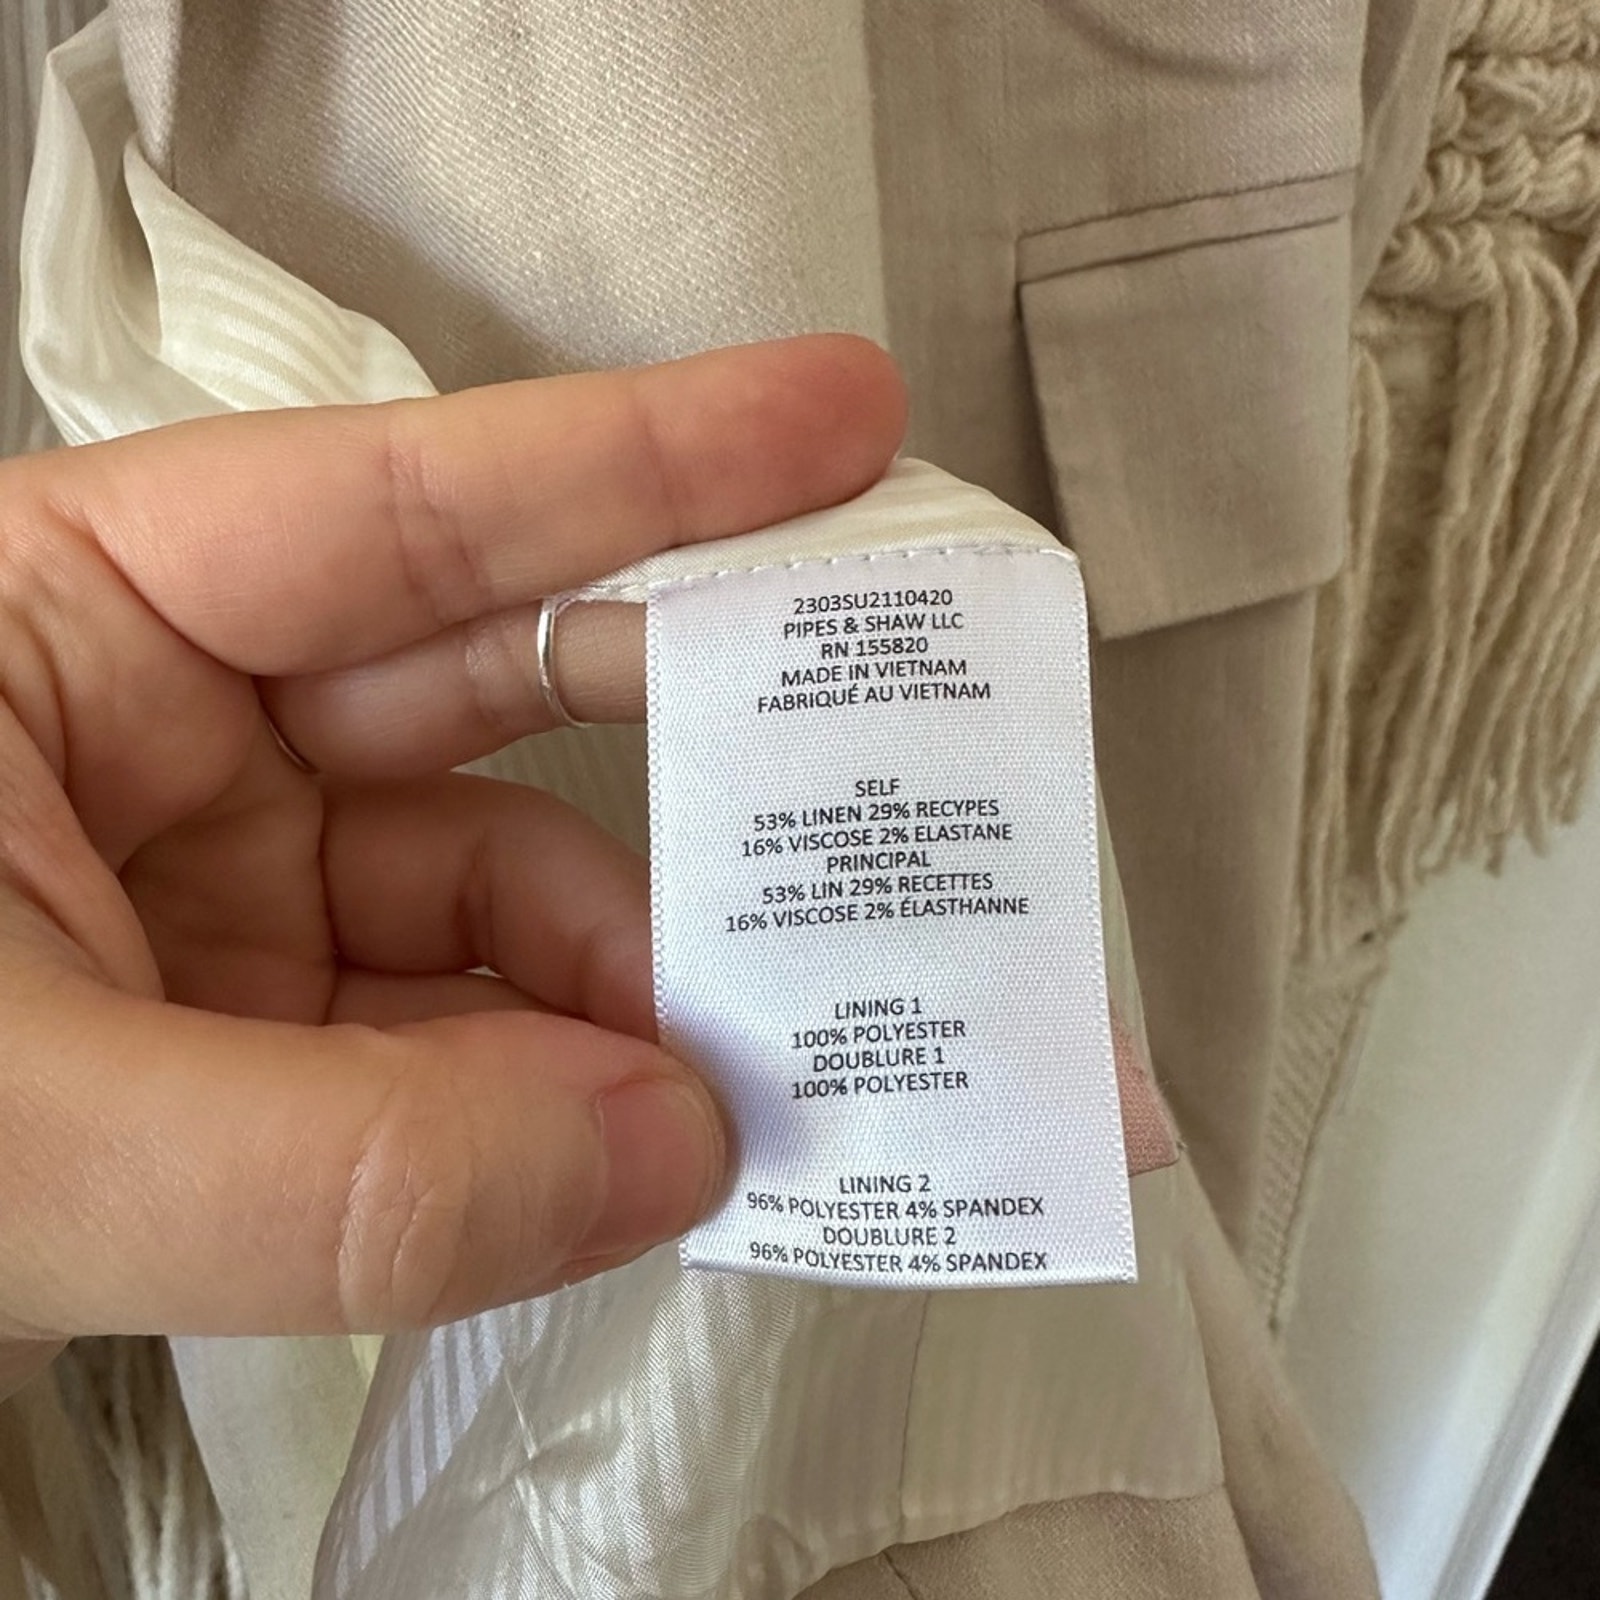 2303SU2110420
PIPES & SHAW LLC
RN 155820
MADE IN VIETNAM
FABRIQUÉ AU VIETNAM
SELF
53% LINEN 29% RECYPES
16% VISCOSE 2% ELASTANE
PRINCIPAL
53% LIN 29% RECETTES
16% VISCOSE 2% ÉLASTHANNE
LINING 1
100% POLYESTER
DOUBLURE 1
100% POLYESTER
LINING 2
96% POLYESTER 4% SPANDEX
DOUBLURE 2
96% POLYESTER 4% SPANDEX